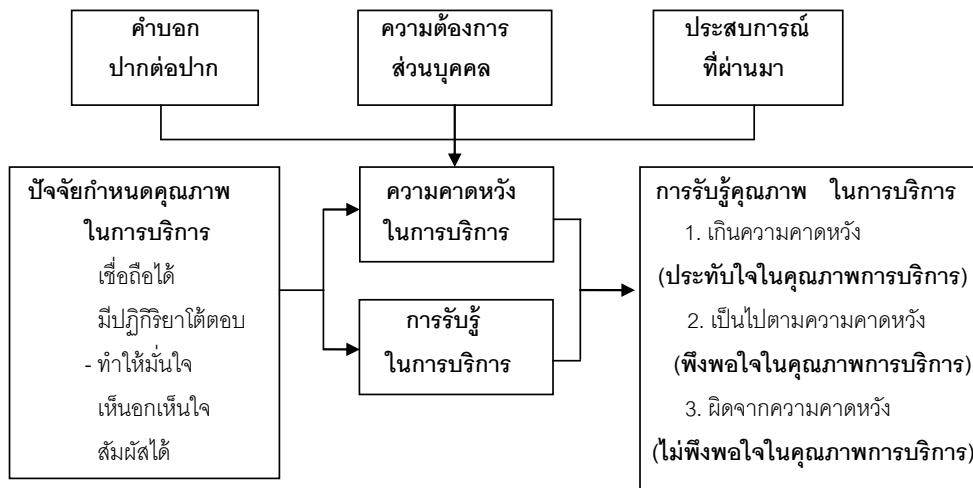 คำบอก
ปากต่อปาก
ความต้องการ
ส่วนบุคคล
ประสบการณ์
ที่ผ่านมา
ปัจจัยกำหนดคุณภาพ
ในการบริการ
เชื่อถือได้
มีปฏิกิริยาโต้ตอบ
- ทำให้มั่นใจ
เห็นอกเห็นใจ
สัมผัสได้
ความคาดหวัง
ในการบริการ
การรับรู้
ในการบริการ
การรับรู้คุณภาพ ในการบริการ
1. เกินความคาดหวัง
(ประทับใจในคุณภาพการบริการ)
2. เป็นไปตามความคาดหวัง
(พึงพอใจในคุณภาพการบริการ)
3. ผิดจากความคาดหวัง
(ไม่พึงพอใจในคุณภาพการบริการ)